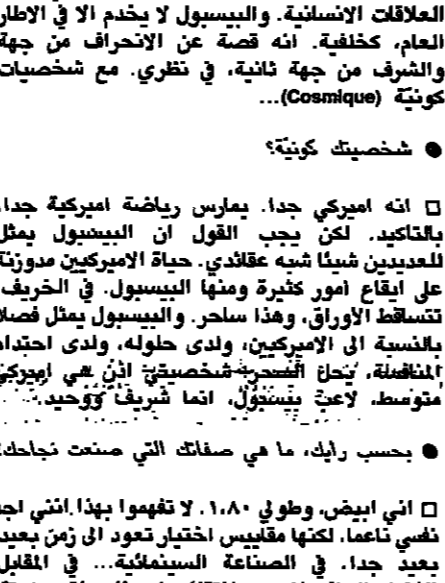 العلاقات الانسانية. والبيسبول لا يخدم الا في الاطار
العام، كخلفية. انه قصة عن الانحراف من جهة
والشرف من جهة ثانية، في نظري. مع شخصيات
كونيّة (Cosmique)...
● شخصيتك كونيّة؟
□ انه اميركي جدا. يمارس رياضة اميركية جدا،
بالتاكيد. لكن يجب القول ان البيسبول يمثل
للعديدين شيئا شبه عقائدي. حياة الاميركيين مدوزنة
على ايقاع أمور كثيرة ومنها البيسبول. في الخريف،
تتساقط الأوراق، وهذا ساحر. والبيسبول يمثل فصلا
بالنسبة الى الاميركيين، ولدى حلوله، ولدى احتدام
المنافسة، يحل السحر. شخصيتي اذن هي اميركي
متوسط، لاعب بيسبول، انما شريف ووحيد.
● بحسب رايك، ما هي صفاتك التي صنعت نجاحك؟
□ اني ابيض، وطولي ١،٨٠. لا تفهموا بهذا انني اجد
نفسي ناعما، لكنها مقاييس اختيار تعود الى زمن بعيد
بعيد جدا. في الصناعة السينمائية... في المقابل